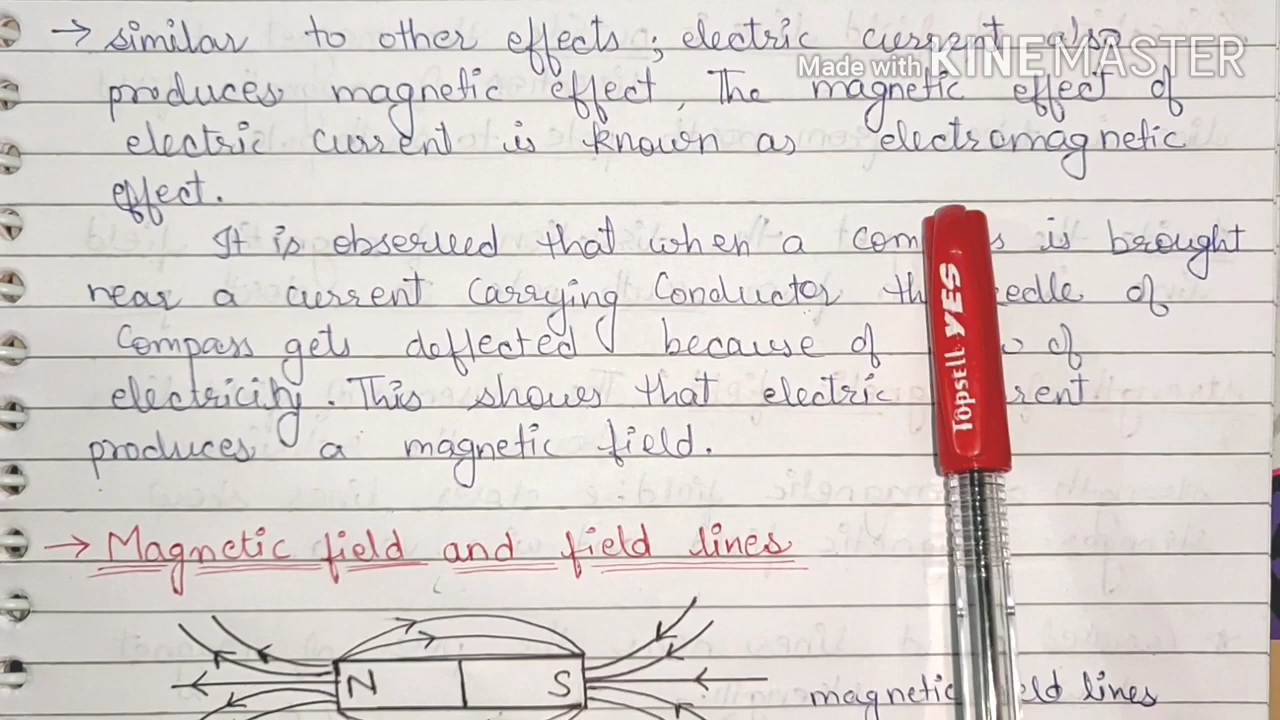 → similar to other effects; electric current also
Made with KINEMASTER
produces magnetic effect, The magnetic effect of
electric current is known as electromagnetic
effect.
It is observed that when a com s is brought
near a current carrying Conductor th eedle of
Compass gets deflected because of of
electricity. This shows that electric rent
produces a magnetic field.
TOPSELL YES
→ Magnetic field and field lines
N S
magnetic eld lines